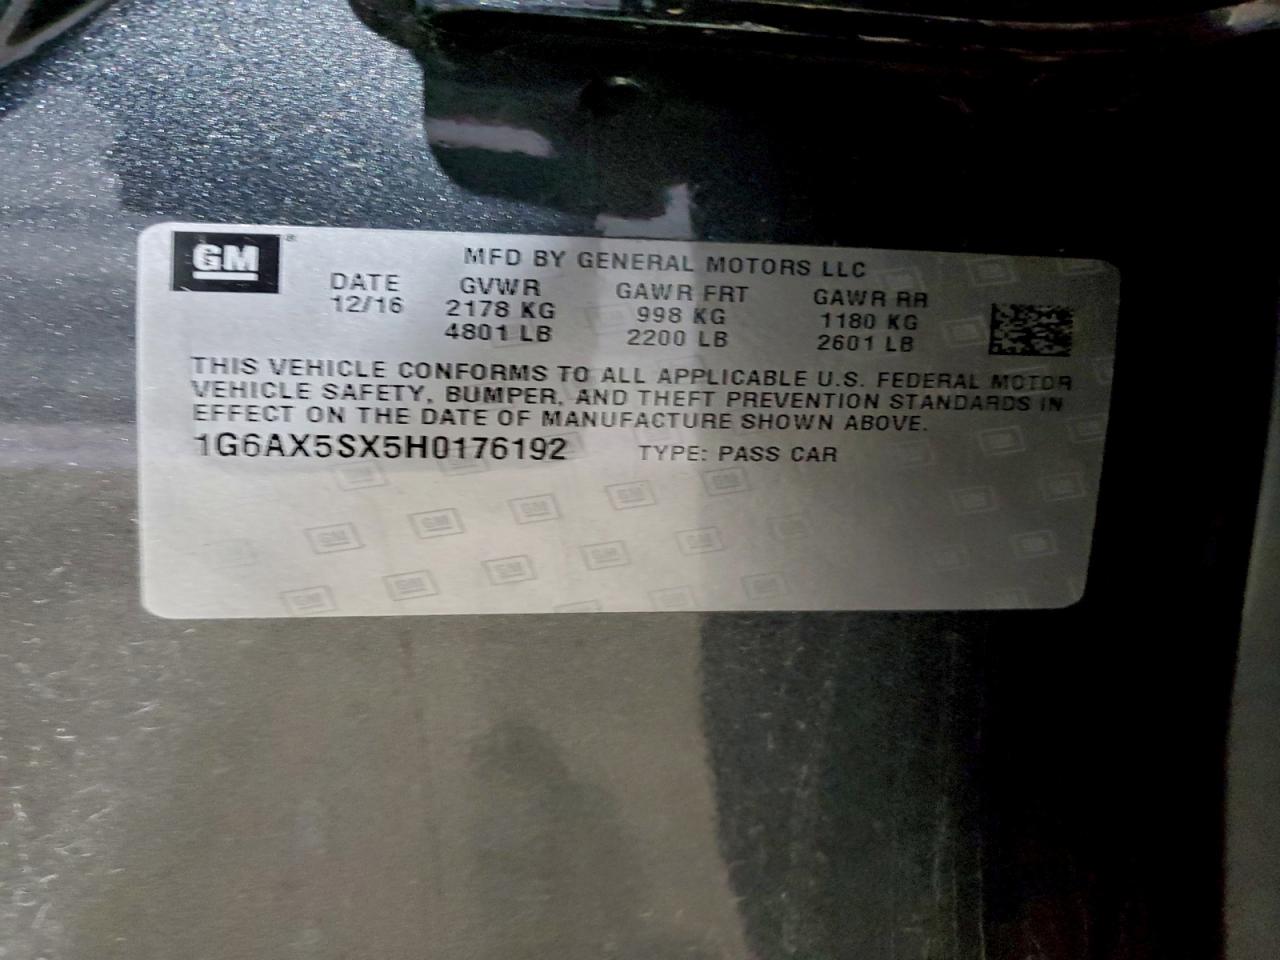 GM ®
MFD BY GENERAL MOTORS LLC
DATE GVWR GAWR FRT GAWR RR
12/16 2178 KG 998 KG 1180 KG
4801 LB 2200 LB 2601 LB
THIS VEHICLE CONFORMS TO ALL APPLICABLE U.S. FEDERAL MOTOR
VEHICLE SAFETY, BUMPER, AND THEFT PREVENTION STANDARDS IN
EFFECT ON THE DATE OF MANUFACTURE SHOWN ABOVE.
1G6AX5SX5H0176192 TYPE: PASS CAR